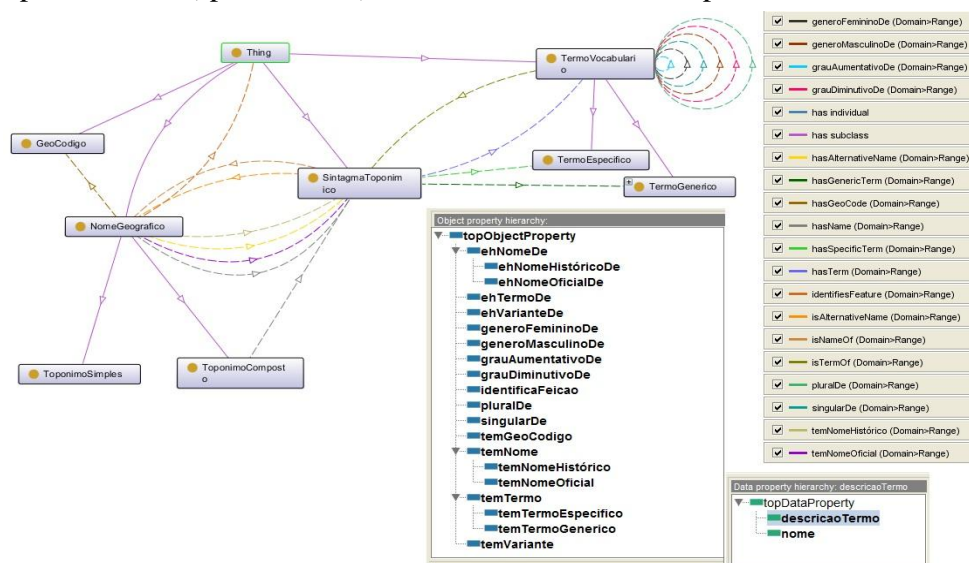 Thing
TermoVocabulari
o
GeoCodigo
SintagmaToponim
ico
TermoEspecifico
TermoGenerico
NomeGeografico
ToponimoSimples
ToponimoCompost
o
generoFemininoDe (Domain>Range)
generoMasculinoDe (Domain>Range)
grauAumentativoDe (Domain>Range)
grauDiminutivoDe (Domain>Range)
has individual
has subclass
hasAlternativeName (Domain>Range)
hasGenericTerm (Domain>Range)
hasGeoCode (Domain>Range)
hasName (Domain>Range)
hasSpecificTerm (Domain>Range)
hasTerm (Domain>Range)
identifiesFeature (Domain>Range)
isAlternativeName (Domain>Range)
isNameOf (Domain>Range)
isTermOf (Domain>Range)
pluralDe (Domain>Range)
singularDe (Domain>Range)
temNomeHistórico (Domain>Range)
temNomeOficial (Domain>Range)
Object property hierarchy:
topObjectProperty
ehNomeDe
ehNomeHistóricoDe
ehNomeOficialDe
ehTermoDe
ehVarianteDe
generoFemininoDe
generoMasculinoDe
grauAumentativoDe
grauDiminutivoDe
identificaFeicao
pluralDe
singularDe
temGeoCodigo
temNome
temNomeHistórico
temNomeOficial
temTermo
temTermoEspecifico
temTermoGenerico
temVariante
Data property hierarchy: descricaoTermo
topDataProperty
descricaoTermo
nome